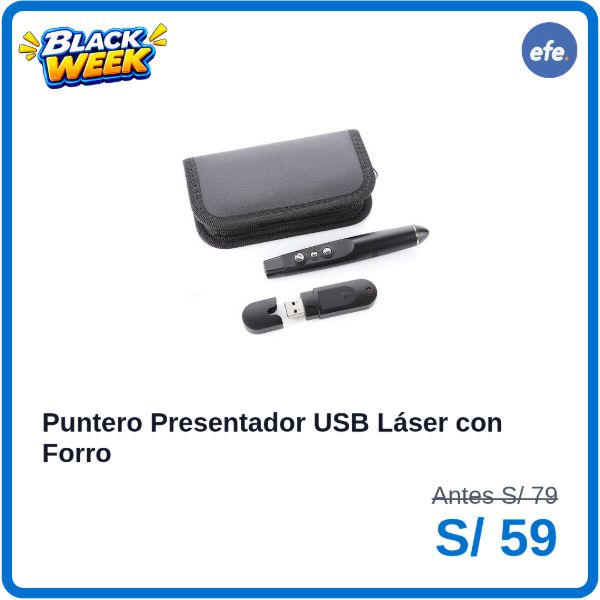 BLACK
WEEK
efe.
Puntero Presentador USB Láser con
Forro
Antes S/ 79
S/ 59